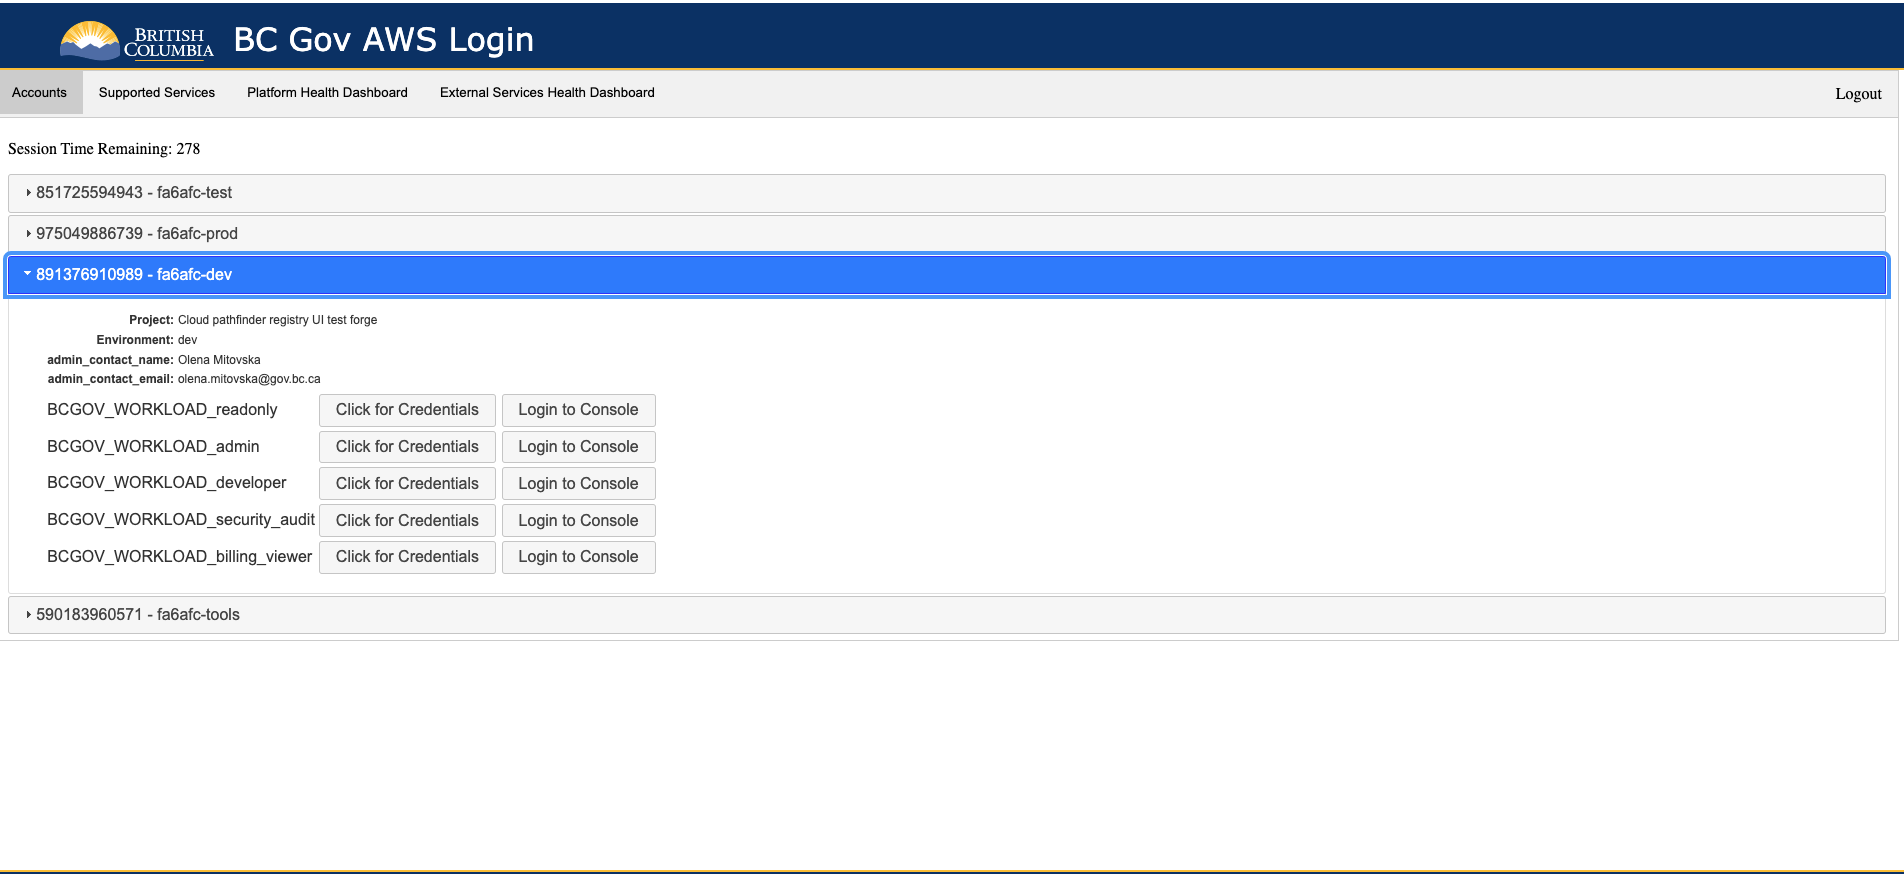 BRITISH
COLUMBIA
BC Gov AWS Login
Accounts Supported Services Platform Health Dashboard External Services Health Dashboard Logout
Session Time Remaining: 278
851725594943 - fa6afc-test
975049886739 - fa6afc-prod
891376910989 - fa6afc-dev
Project: Cloud pathfinder registry UI test forge
Environment: dev
admin_contact_name: Olena Mitovska
admin_contact_email: olena.mitovska@gov.bc.ca
BCGOV_WORKLOAD_readonly Click for Credentials Login to Console
BCGOV_WORKLOAD_admin Click for Credentials Login to Console
BCGOV_WORKLOAD_developer Click for Credentials Login to Console
BCGOV_WORKLOAD_security_audit Click for Credentials Login to Console
BCGOV_WORKLOAD_billing_viewer Click for Credentials Login to Console
590183960571 - fa6afc-tools